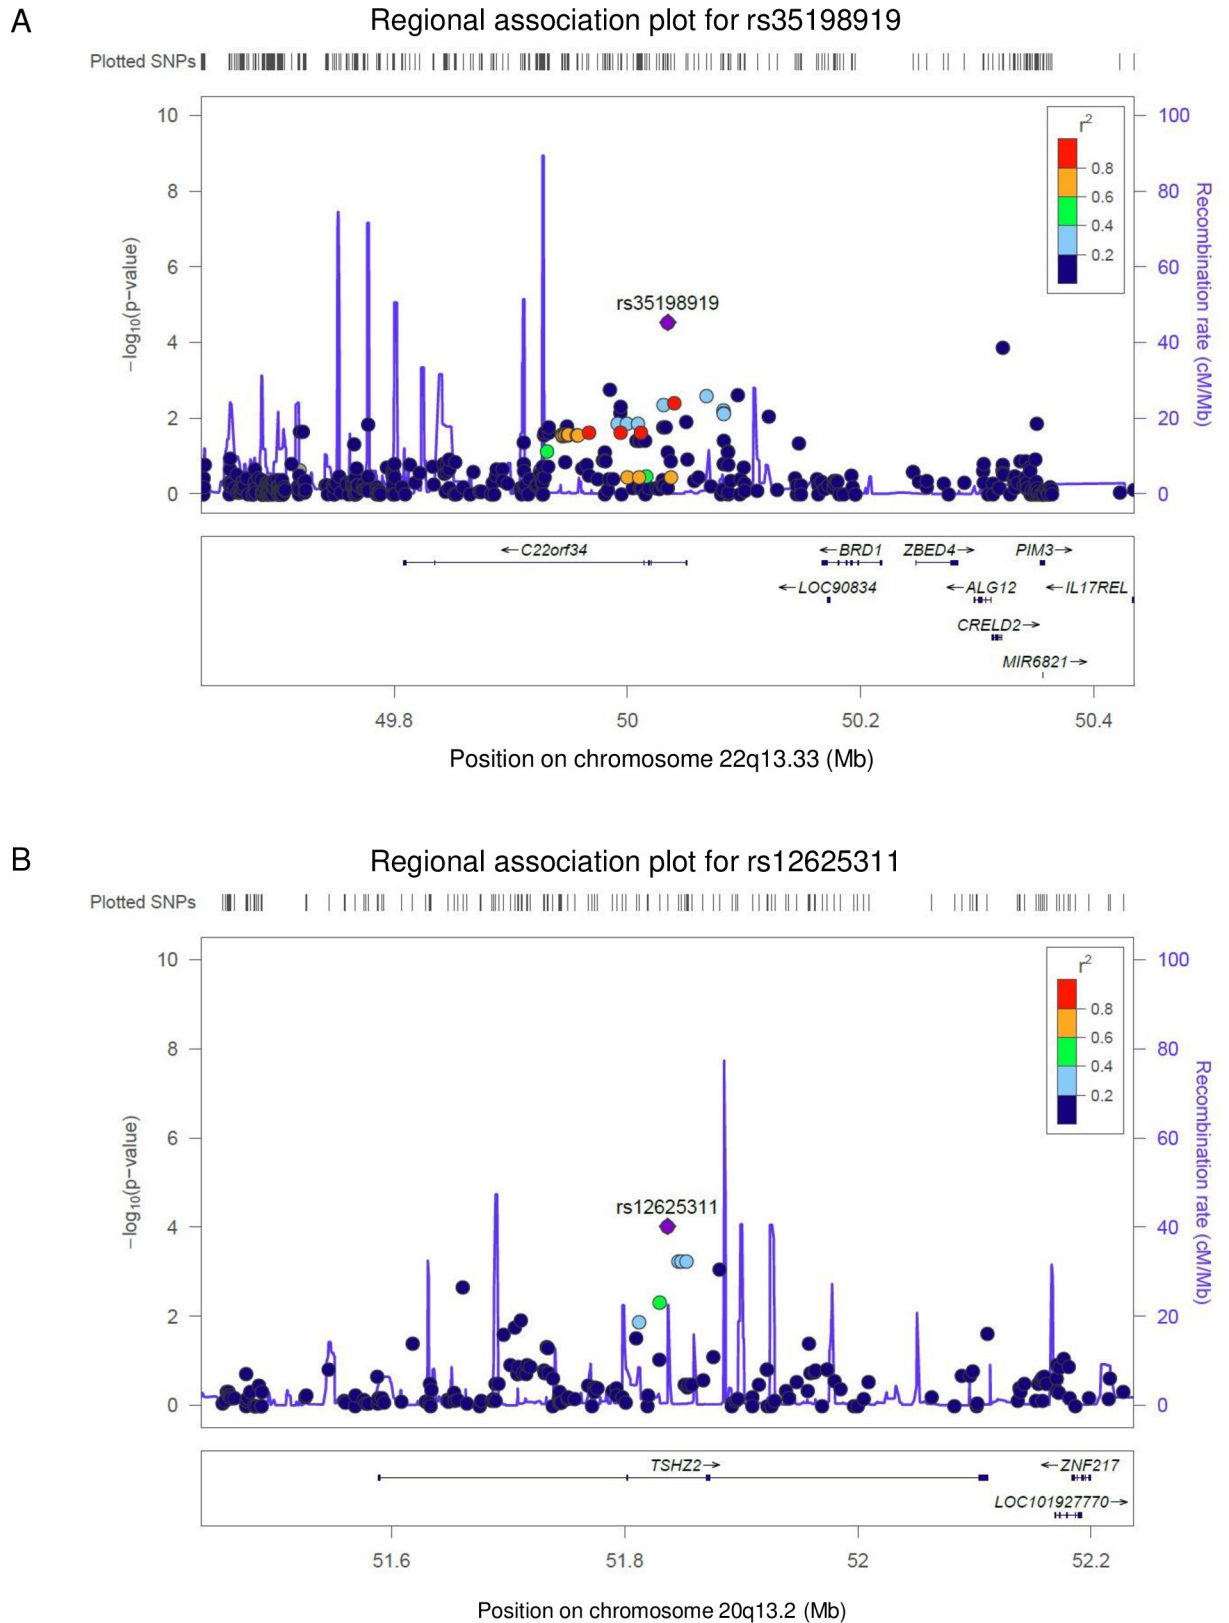 A
Regional association plot for rs35198919
Plotted SNPs
10
8
6
4
2
0
−log10(p−value)
100
80
60
40
20
0
Recombination rate (cM/Mb)
r2
0.8
0.6
0.4
0.2
rs35198919
←C22orf34
←BRD1
ZBED4→
PIM3→
←LOC90834
←ALG12
←IL17REL
CRELD2→
MIR6821→
49.8
50
50.2
50.4
Position on chromosome 22q13.33 (Mb)
B
Regional association plot for rs12625311
Plotted SNPs
10
8
6
4
2
0
−log10(p−value)
100
80
60
40
20
0
Recombination rate (cM/Mb)
r2
0.8
0.6
0.4
0.2
rs12625311
TSHZ2→
←ZNF217
LOC101927770→
51.6
51.8
52
52.2
Position on chromosome 20q13.2 (Mb)